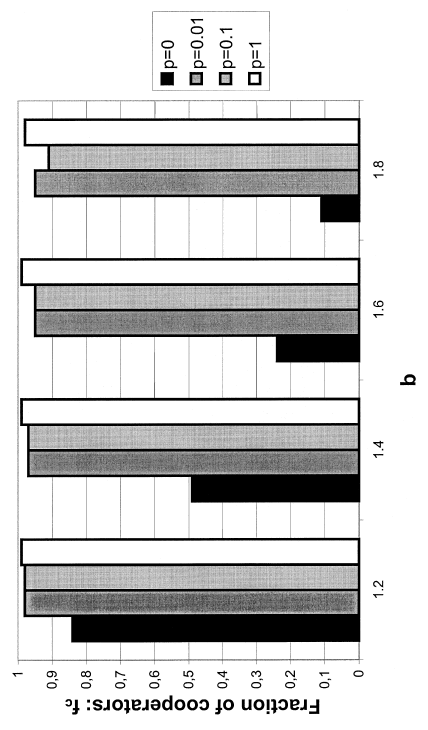 Fraction of cooperators: fc
1
0,9
0,8
0,7
0,6
0,5
0,4
0,3
0,2
0,1
0
1.2
1.4
1.6
1.8
b
p=0
p=0.01
p=0.1
p=1